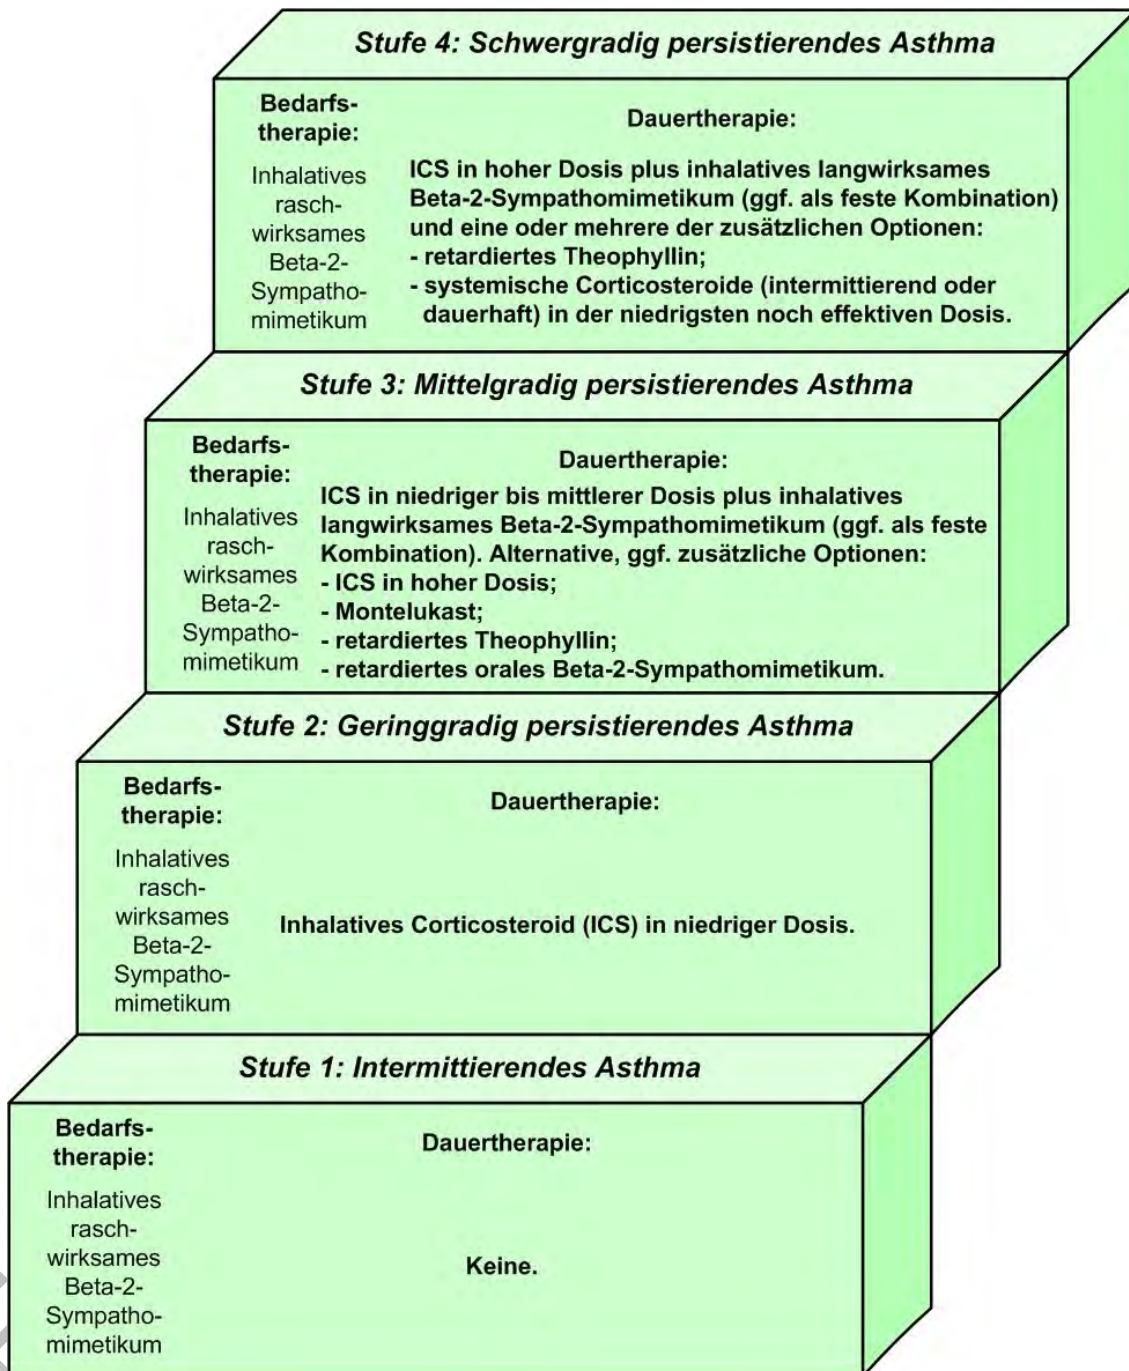 Stufe 4: Schwergradig persistierendes Asthma
Bedarfs-
therapie:
Inhalatives
rasch-
wirksames
Beta-2-
Sympatho-
mimetikum
Dauertherapie:
ICS in hoher Dosis plus inhalatives langwirksames
Beta-2-Sympathomimetikum (ggf. als feste Kombination)
und eine oder mehrere der zusätzlichen Optionen:
- retardiertes Theophyllin;
- systemische Corticosteroide (intermittierend oder
dauerhaft) in der niedrigsten noch effektiven Dosis.
Stufe 3: Mittelgradig persistierendes Asthma
Bedarfs-
therapie:
Inhalatives
rasch-
wirksames
Beta-2-
Sympatho-
mimetikum
Dauertherapie:
ICS in niedriger bis mittlerer Dosis plus inhalatives
langwirksames Beta-2-Sympathomimetikum (ggf. als feste
Kombination). Alternative, ggf. zusätzliche Optionen:
- ICS in hoher Dosis;
- Montelukast;
- retardiertes Theophyllin;
- retardiertes orales Beta-2-Sympathomimetikum.
Stufe 2: Geringgradig persistierendes Asthma
Bedarfs-
therapie:
Inhalatives
rasch-
wirksames
Beta-2-
Sympatho-
mimetikum
Dauertherapie:
Inhalatives Corticosteroid (ICS) in niedriger Dosis.
Stufe 1: Intermittierendes Asthma
Bedarfs-
therapie:
Inhalatives
rasch-
wirksames
Beta-2-
Sympatho-
mimetikum
Dauertherapie:
Keine.